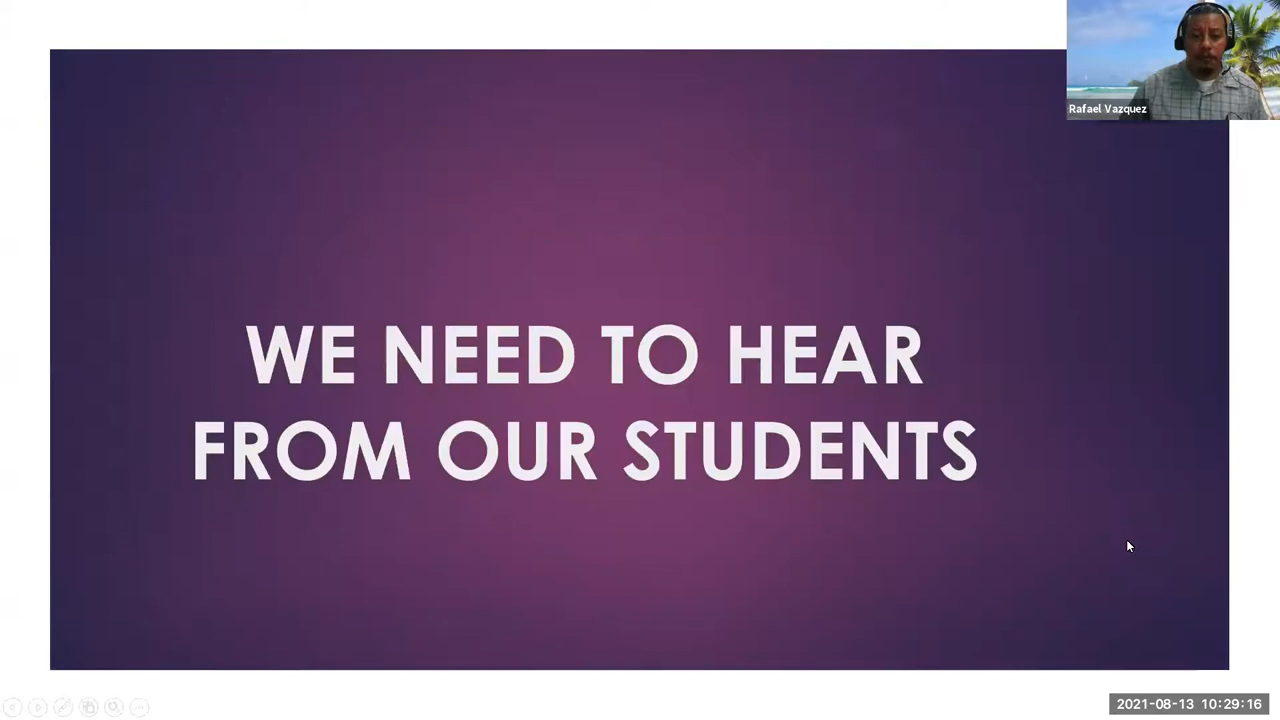 Rafael Vazquez
WE NEED TO HEAR
FROM OUR STUDENTS
2021-08-13 10:29:16